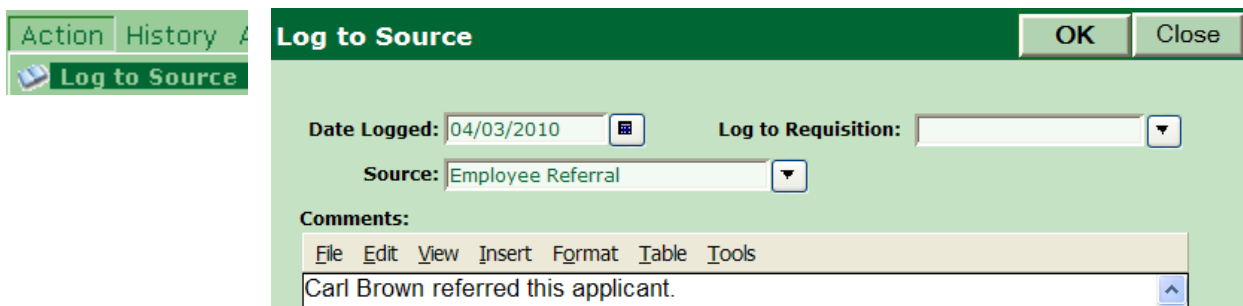 Action History
Log to Source
Log to Source OK Close
Date Logged: 04/03/2010 Log to Requisition:
Source: Employee Referral
Comments:
File Edit View Insert Format Table Tools
Carl Brown referred this applicant.